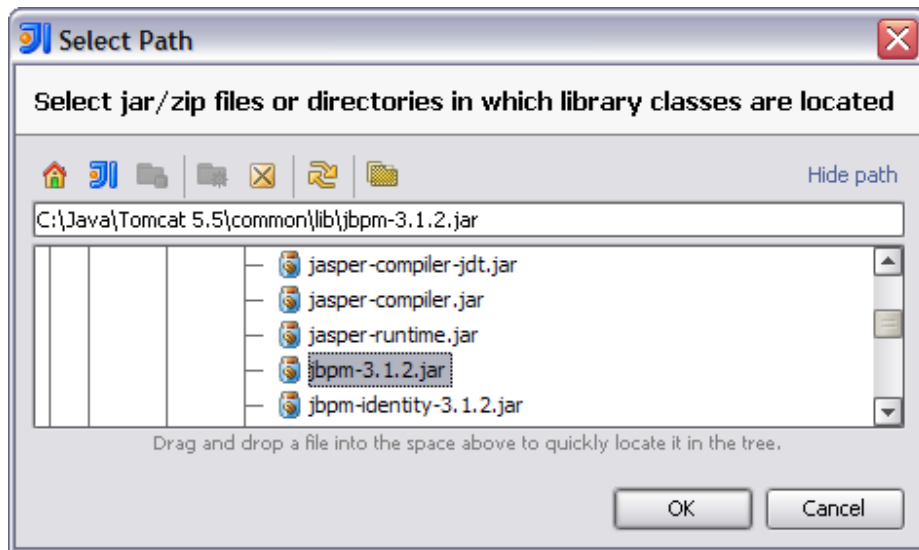 Select Path
Select jar/zip files or directories in which library classes are located
Hide path
C:\Java\Tomcat 5.5\common\lib\jbpm-3.1.2.jar
jasper-compiler-jdt.jar
jasper-compiler.jar
jasper-runtime.jar
jbpm-3.1.2.jar
jbpm-identity-3.1.2.jar
Drag and drop a file into the space above to quickly locate it in the tree.
OK Cancel